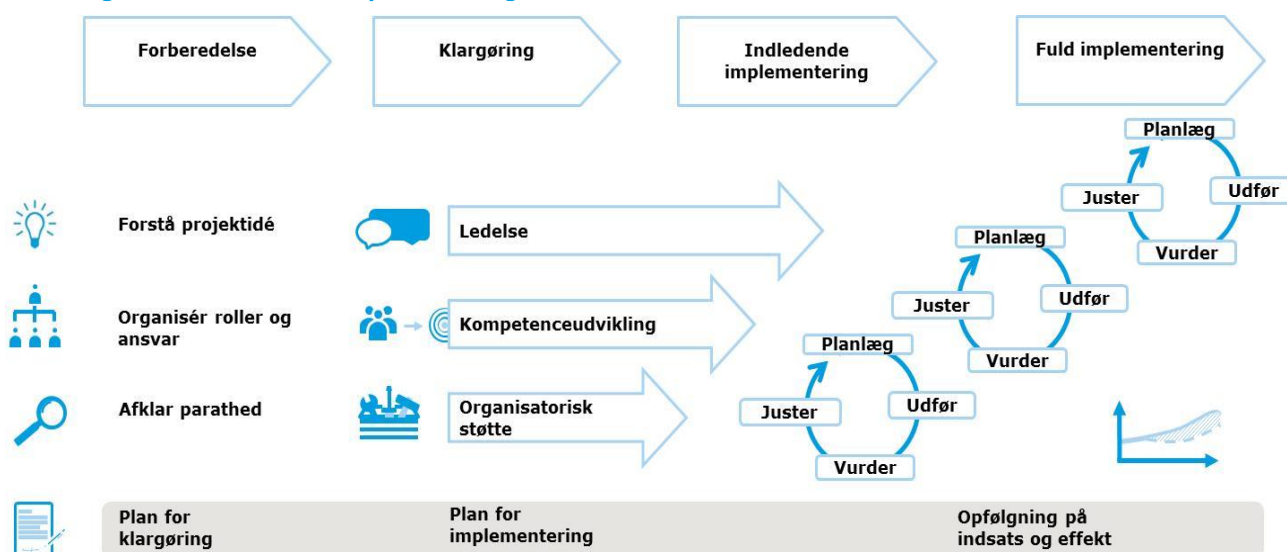 Forberedelse
Klargøring
Indledende
implementering
Fuld implementering
Forstå projektidé
Organisér roller og
ansvar
Afklar parathed
Ledelse
Kompetenceudvikling
Organisatorisk
støtte
Planlæg
Udfør
Vurder
Juster
Planlæg
Udfør
Vurder
Juster
Planlæg
Udfør
Vurder
Juster
Plan for
klargøring
Plan for
implementering
Opfølgning på
indsats og effekt